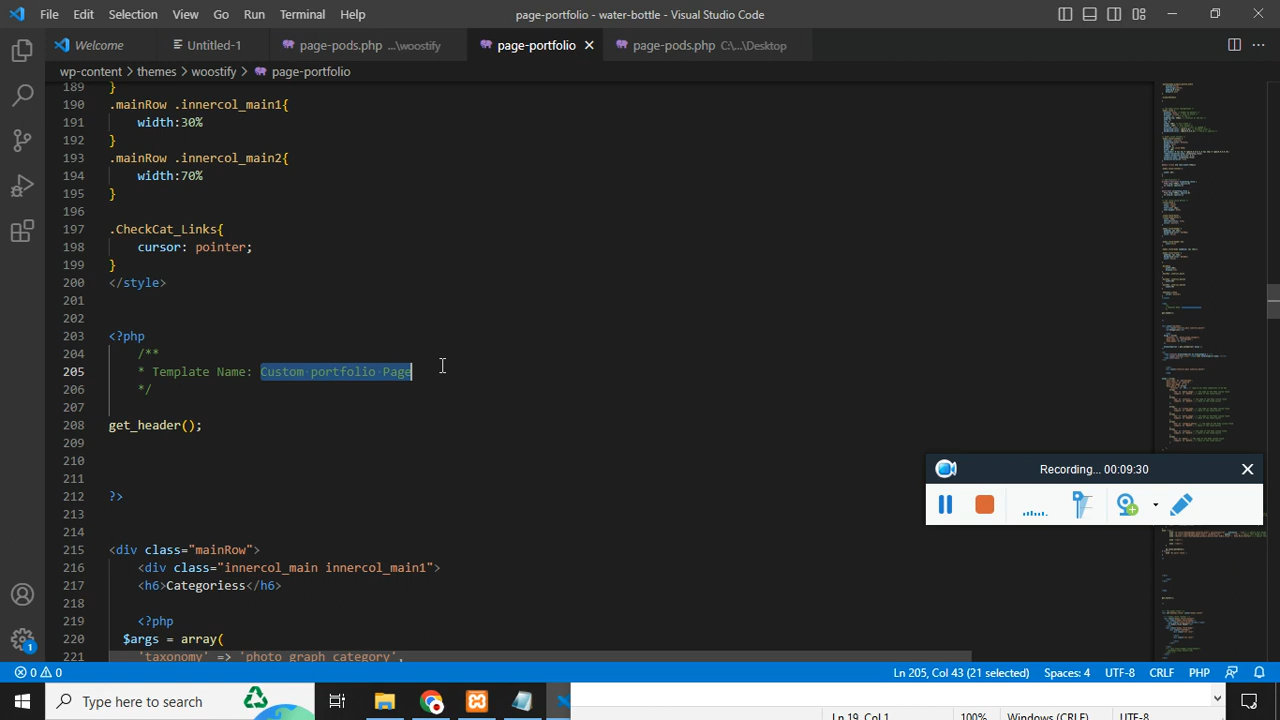 File Edit Selection View Go Run Terminal Help page-portfolio - water-bottle - Visual Studio Code
Welcome Untitled-1 page-pods.php ...\woostify page-portfolio page-pods.php C:\...\Desktop
wp-content > themes > woostify > page-portfolio
189 }
190 .mainRow .innercol_main1{
191 width:30%
192 }
193 .mainRow .innercol_main2{
194 width:70%
195 }
196
197 .CheckCat_Links{
198 cursor: pointer;
199 }
200 </style>
201
202
203 <?php
204 /**
205 * Template Name: Custom portfolio Page
206 */
207
208 get_header();
209
210
211
212 ?>
213
214
215 <div class="mainRow">
216 <div class="innercol_main innercol_main1">
217 <h6>Categoriess</h6>
218
219 <?php
220 $args = array(
221 'taxonomy' => 'photo_graph_category',
Recording... 00:09:30
1
0 0 Ln 205, Col 43 (21 selected) Spaces: 4 UTF-8 CRLF PHP
Type here to search
Ln 19, Col 1 100% Windows (CRLF) UTF-8